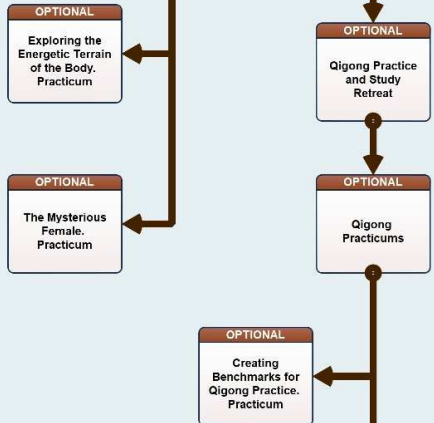 OPTIONAL
Exploring the
Energetic Terrain
of the Body.
Practicum
OPTIONAL
Qigong Practice
and Study
Retreat
OPTIONAL
The Mysterious
Female.
Practicum
OPTIONAL
Qigong
Practicums
OPTIONAL
Creating
Benchmarks for
Qigong Practice.
Practicum